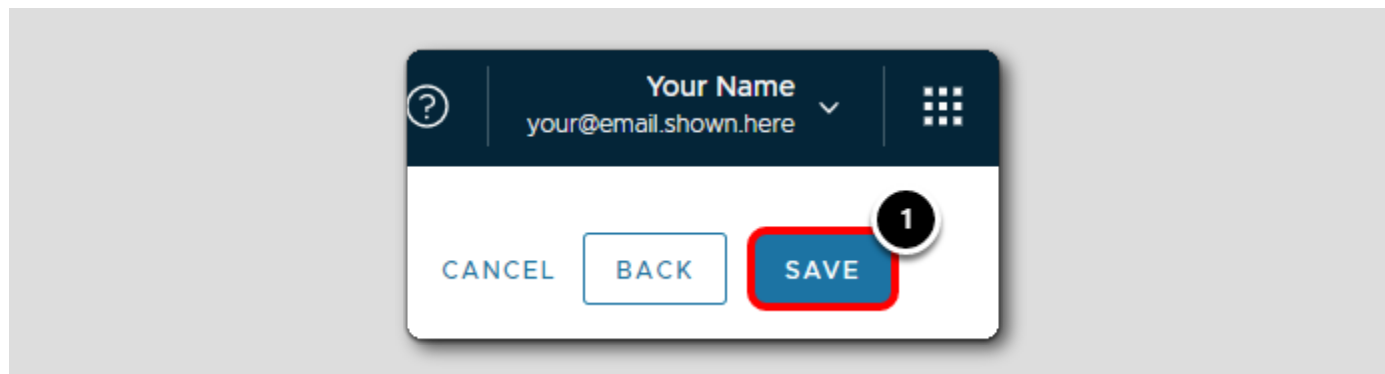 ?
Your Name
your@email.shown.here
1
CANCEL BACK SAVE